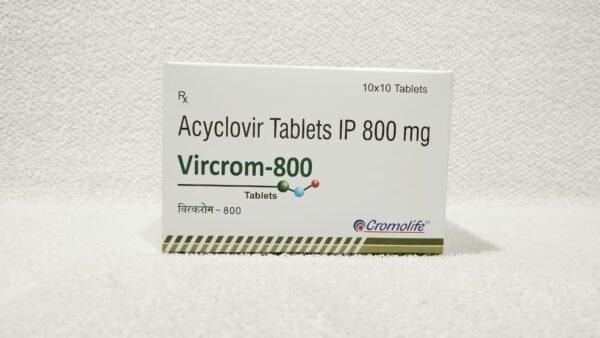 Rx
10x10 Tablets
Acyclovir Tablets IP 800 mg
Vircrom-800
Tablets
विरकरोम - 800
Cromolife